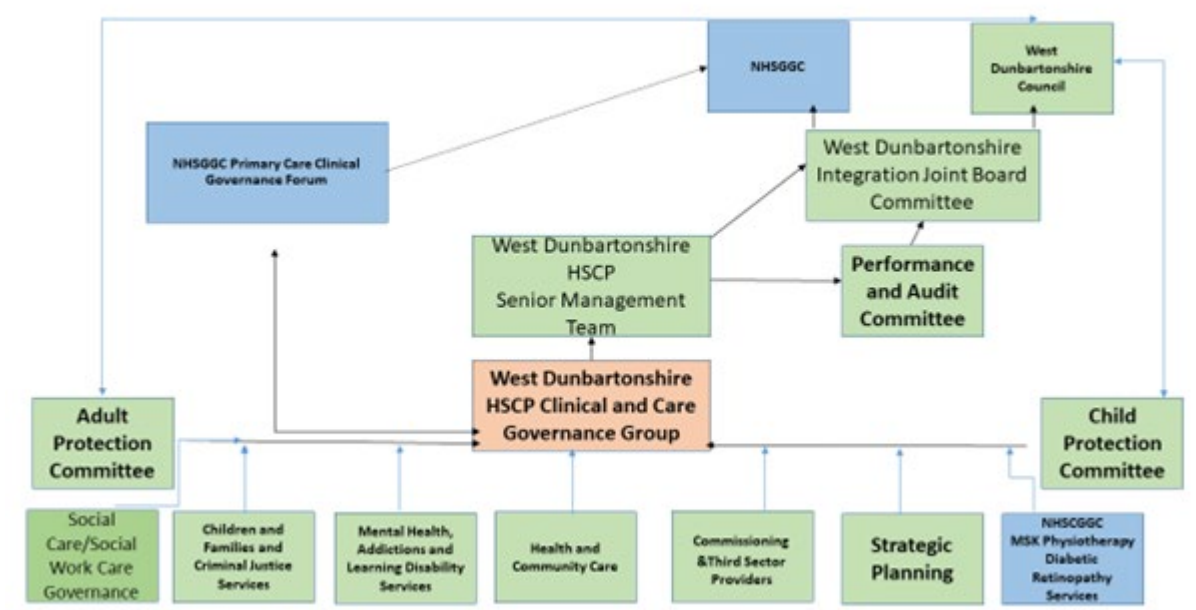 NHSGGC
West
Dunbartonshire
Council
NHSGGC Primary Care Clinical
Governance Forum
West Dunbartonshire
Integration Joint Board
Committee
West Dunbartonshire
HSCP
Senior Management
Team
Performance
and Audit
Committee
West Dunbartonshire
HSCP Clinical and Care
Governance Group
Adult
Protection
Committee
Child
Protection
Committee
Social
Care/Social
Work Care
Governance
Children and
Families and
Criminal Justice
Services
Mental Health,
Addictions and
Learning Disability
Services
Health and
Community Care
Commissioning
&Third Sector
Providers
Strategic
Planning
NHSCGGC
MSK Physiotherapy
Diabetic
Retinopathy
Services